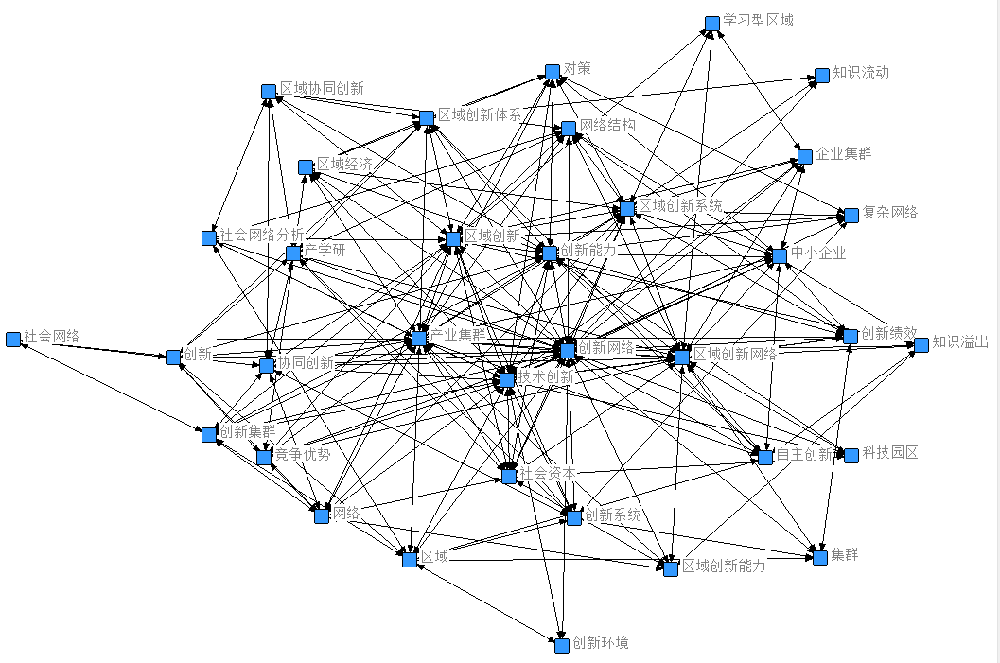 学习型区域
对策
知识流动
区域协同创新
区域创新体系
网络结构
企业集群
区域经济
区域创新系统
复杂网络
社会网络分析
区域创新
产学研
创新能力
中小企业
社会网络
产业集群
创新绩效
知识溢出
创新
协同创新
创新网络
区域创新网络
技术创新
创新集群
竞争优势
自主创新
科技园区
社会资本
网络
创新系统
区域
区域创新能力
集群
创新环境